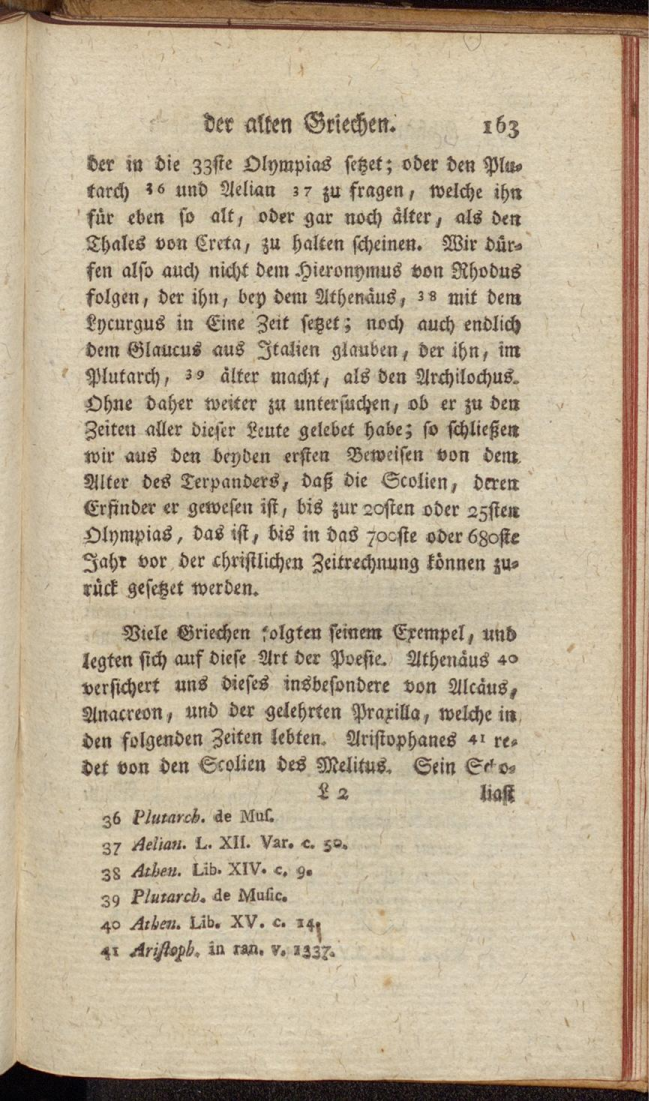 der alten Griechen. 163
der in die 33ste Olympias setzet; oder den Plu-
tarch 36 und Aelian 37 zu fragen, welche ihn
für eben so alt, oder gar noch älter, als den
Thales von Creta, zu halten scheinen. Wir dür-
fen also auch nicht dem Hieronymus von Rhodus
folgen, der ihn, bey dem Athenäus, 38 mit dem
Lycurgus in Eine Zeit setzet; noch auch endlich
dem Glaucus aus Italien glauben, der ihn, im
Plutarch, 39 älter macht, als den Archilochus.
Ohne daher weiter zu untersuchen, ob er zu den
Zeiten aller dieser Leute gelebet habe; so schließen
wir aus den beyden ersten Beweisen von dem
Alter des Terpanders, daß die Scolien, deren
Erfinder er gewesen ist, bis zur 20sten oder 25sten
Olympias, das ist, bis in das 700ste oder 680ste
Jahr vor der christlichen Zeitrechnung können zu-
rück gesetzet werden.
Viele Griechen folgten seinem Exempel, und
legten sich auf diese Art der Poesie. Athenäus 40
versichert uns dieses insbesondere von Alcäus,
Anacreon, und der gelehrten Praxilla, welche in
den folgenden Zeiten lebten. Aristophanes 41 re-
det von den Scolien des Melitus. Sein Scho-
L 2 liast
36 Plutarch. de Mus.
37 Aelian. L. XII. Var. c. 50.
38 Athen. Lib. XIV. c. 9.
39 Plutarch. de Music.
40 Athen. Lib. XV. c. 14.
41 Aristoph. in ran. v. 1337.